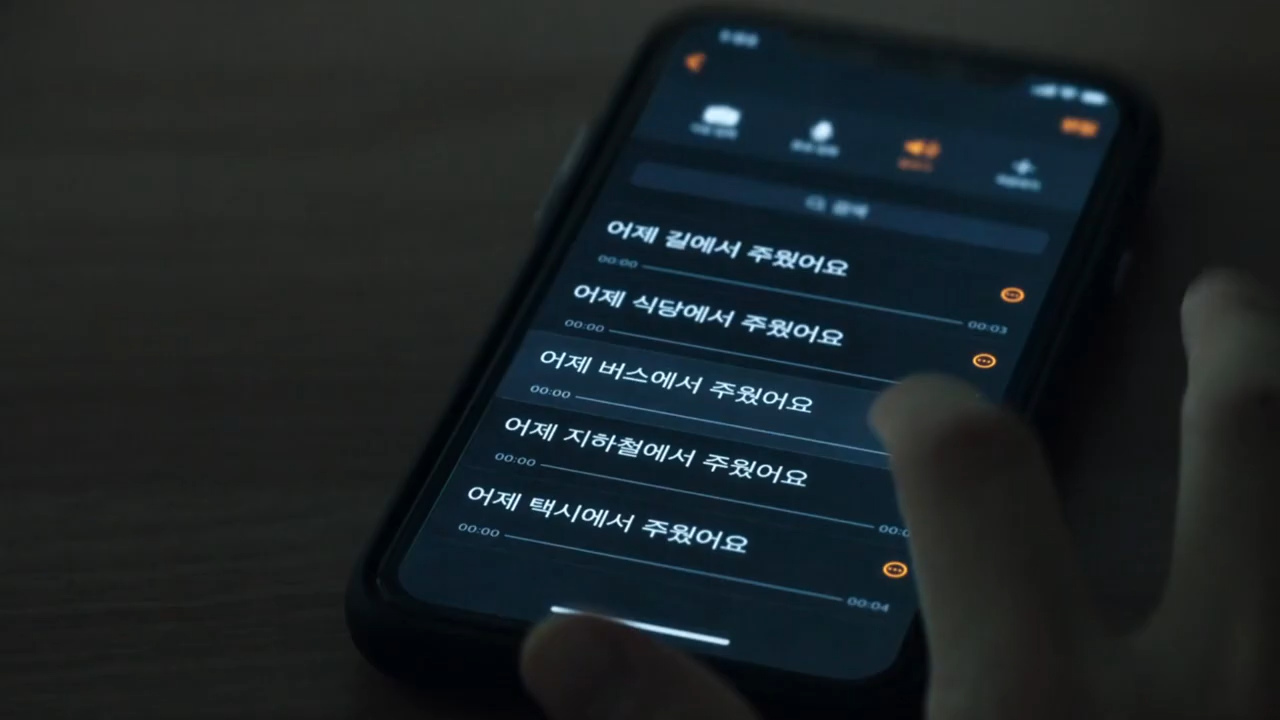 검색
어제 길에서 주웠어요
00:00 00:03
어제 식당에서 주웠어요
00:00
어제 버스에서 주웠어요
00:00
어제 지하철에서 주웠어요
00:00
어제 택시에서 주웠어요
00:00 00:04